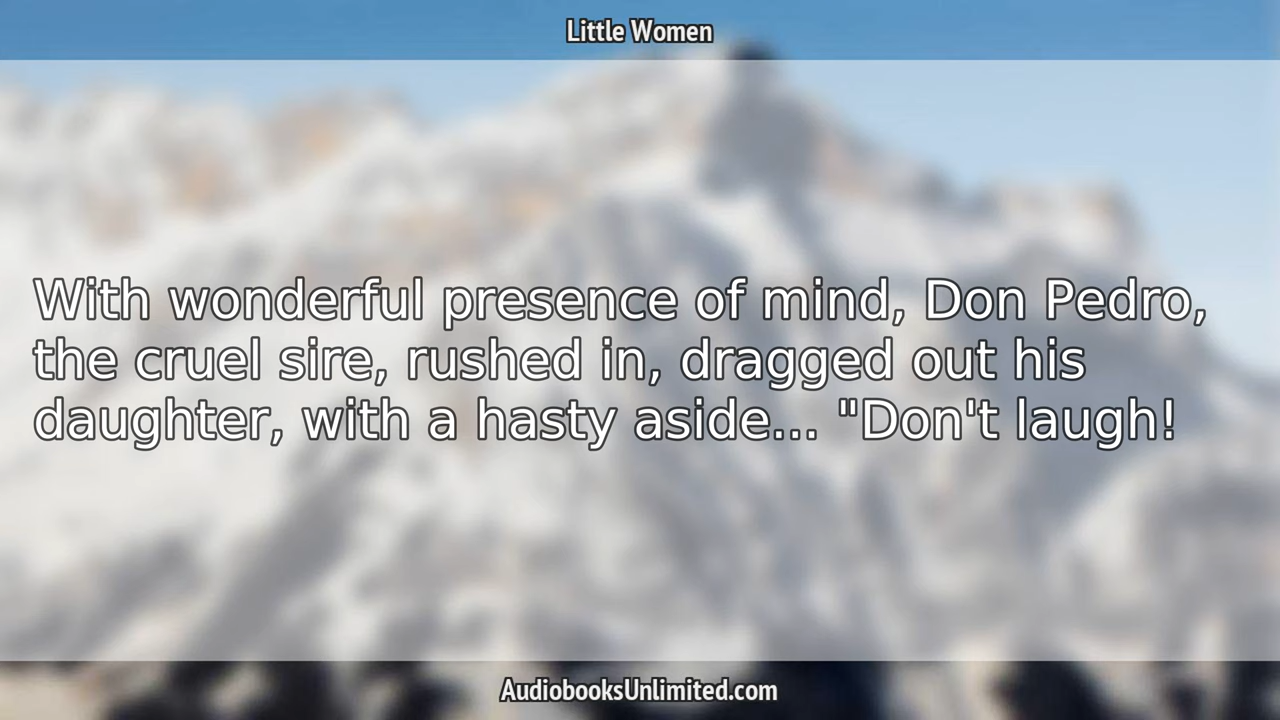 Little Women
With wonderful presence of mind, Don Pedro,
the cruel sire, rushed in, dragged out his
daughter, with a hasty aside... "Don't laugh!
AudiobooksUnlimited.com